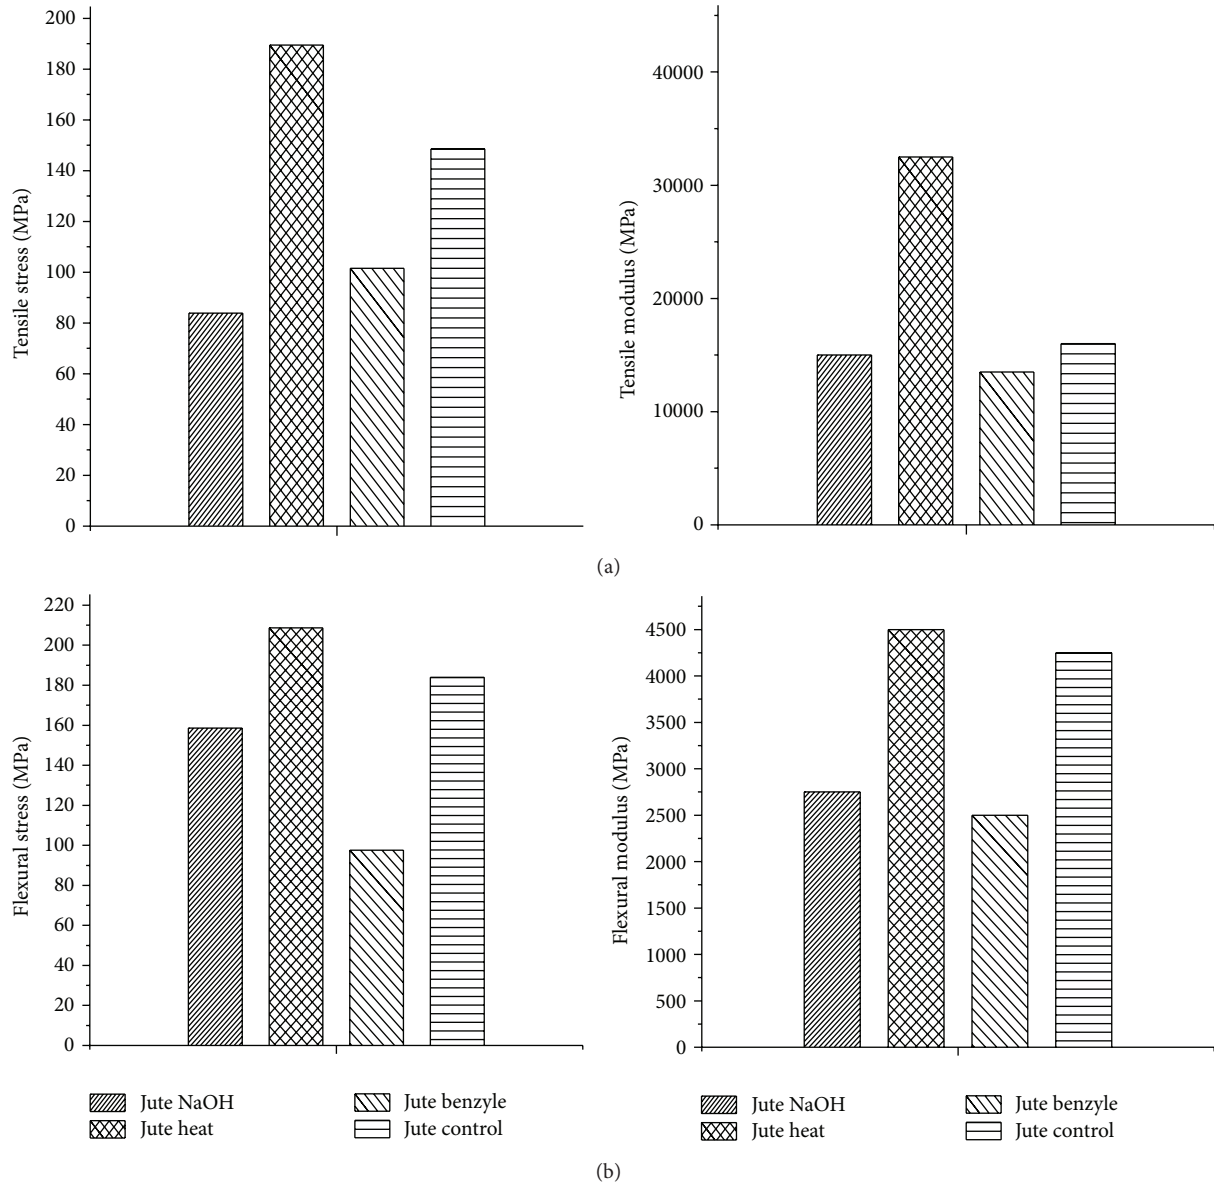 200
180
160
140
120
100
80
60
40
20
0
Tensile stress (MPa)
40000
30000
20000
10000
0
Tensile modulus (MPa)
(a)
220
200
180
160
140
120
100
80
60
40
20
0
Flexural stress (MPa)
4500
4000
3500
3000
2500
2000
1500
1000
500
0
Flexural modulus (MPa)
Jute NaOH
Jute benzyle
Jute heat
Jute control
Jute NaOH
Jute benzyle
Jute heat
Jute control
(b)